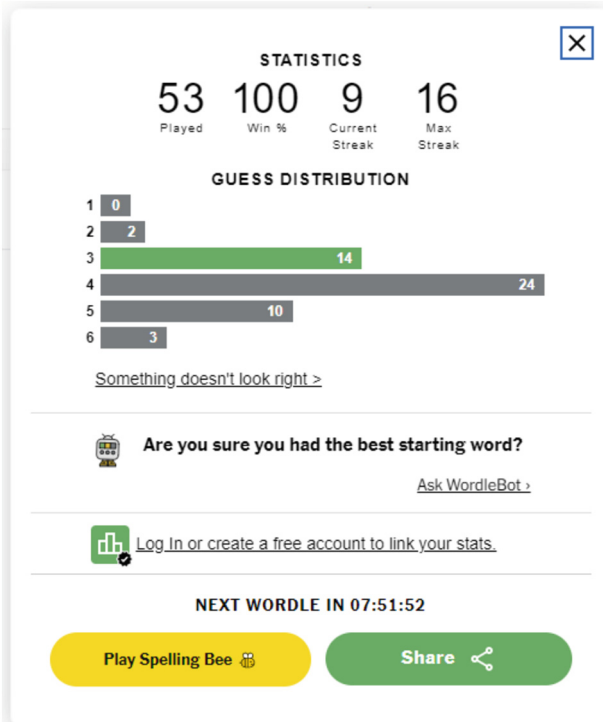 STATISTICS
53 100 9 16
Played Win % Current Streak Max Streak
GUESS DISTRIBUTION
1 0
2 2
3 14
4 24
5 10
6 3
Something doesn't look right >
Are you sure you had the best starting word?
Ask WordleBot ›
Log In or create a free account to link your stats.
NEXT WORDLE IN 07:51:52
Play Spelling Bee
Share